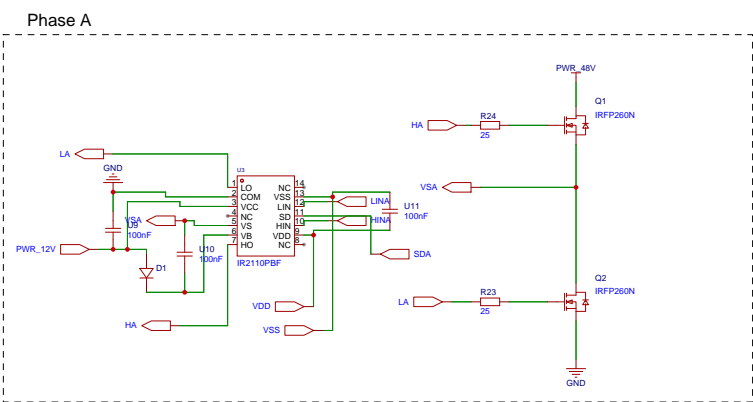 Phase A
PWR_48V
Q1
IRFP260N
R24
HA
25
LA
GND
U3
1 LO NC 14
2 COM VSS 13
3 VCC LIN 12
4 NC SD 11
5 VS HIN 10
6 VB VDD 9
7 HO NC 8
IR2110PBF
LINA
HINA
U11
100nF
VSA
VSA
U9
100nF
U10
100nF
PWR_12V
D1
SDA
Q2
IRFP260N
R23
LA
25
VDD
HA
VSS
GND